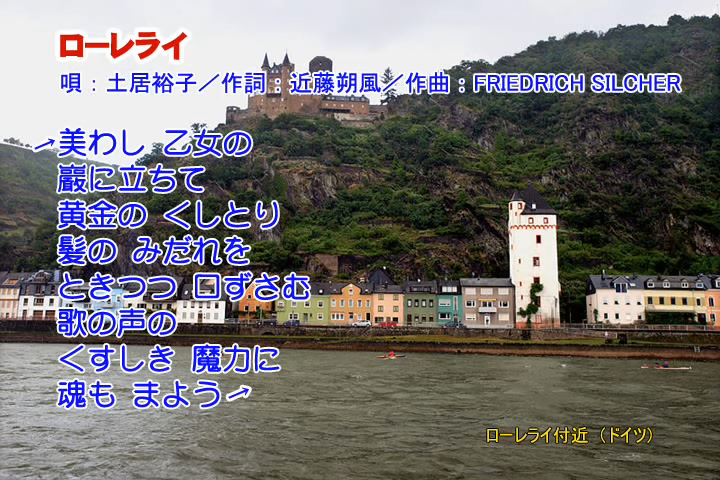 ローレライ
唄：土居裕子／作詞：近藤朔風／作曲：FRIEDRICH SILCHER
→美わし 乙女の
巖に立ちて
黄金の くしとり
髪の みだれを
ときつつ 口ずさむ
歌の声の
くすしき 魔力に
魂も まよう→
ローレライ付近（ドイツ）